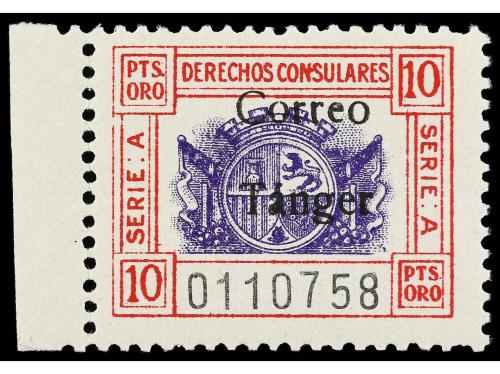 PTS. ORO
DERECHOS CONSULARES
10
Correo
Tánger
SERIE: A
SERIE: A
10
0110758
PTS. ORO